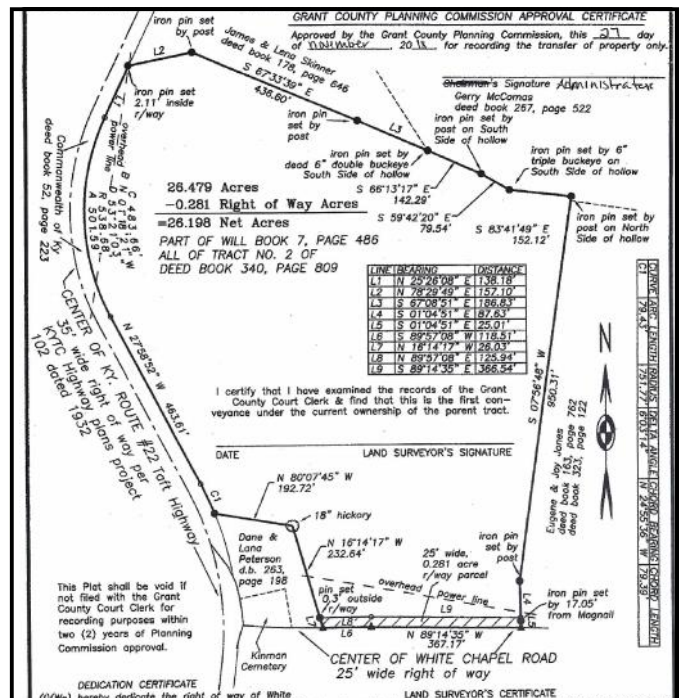 GRANT COUNTY PLANNING COMMISSION APPROVAL CERTIFICATE
Approved by the Grant County Planning Commission, this 27 day
of November 20 for recording the transfer of property only.
Signature Administrator
iron pin set
by post
L2
James & Lena Skinner
deed book 178, page 646
S 67°33'39" E
436.60'
iron pin set
2.11' inside
r/way
L1
overhead
power line
iron pin
set by
post
L3
Gerry McComas
deed book 267, page 522
iron pin set by
post on South
Side of hollow
iron pin set by
dead 6" double buckeye
South Side of hollow
iron pin set by 6"
triple buckeye on
South Side of hollow
S 66°13'17" E
142.29'
S 59°42'20" E
79.54'
S 83°41'49" E
152.12'
iron pin set by
post on North
Side of hollow
Commonwealth of Ky
deed book 52, page 223
C 483.66'
R 538.68'
A 501.59'
26.479 Acres
-0.281 Right of Way Acres
=26.198 Net Acres
PART OF WILL BOOK 7, PAGE 486
ALL OF TRACT NO. 2 OF
DEED BOOK 340, PAGE 809
LINE BEARING DISTANCE
L1 N 25°26'08" E 138.18'
L2 N 78°29'49" E 157.10'
L3 S 67°08'51" E 186.83'
L4 S 01°04'51" E 87.63'
L5 S 01°04'51" E 25.01'
L6 S 89°57'08" W 118.51'
L7 N 16°14'17" W 26.03'
L8 N 89°57'08" E 125.94'
L9 S 89°14'35" E 366.54'
I certify that I have examined the records of the Grant
County Court Clerk & find that this is the first con-
veyance under the current ownership of the parent tract.
DATE LAND SURVEYOR'S SIGNATURE
S 07°56'48" W
950.31'
N
Eugene & Joy Jones
deed book 163, page 762
deed book 323, page 122
CURVE ARC LENGTH RADIUS DELTA ANGLE CHORD BEARING CHORD LENGTH
C1 79.43' N 24°55'36" W 79.39
CENTER OF KY. ROUTE #22 Taft Highway
35' wide right of way per
KYTC Highway plans project
102 dated 1932
N 27°58'52" W 463.61'
C1
N 80°07'45" W
192.72'
18" hickory
Dane &
Lana
Peterson
d.b. 263,
page 198
N 16°14'17" W
232.64'
25' wide,
0.281 acre
r/way parcel
iron pin
set by
post
pin set
0.3' outside
r/way
overhead power line
L9
L4
L5
iron pin set
from 17.05'
from Magnail
L7
L8
L6
N 89°14'35" W
367.17'
This Plat shall be void if
not filed with the Grant
County Court Clerk for
recording purposes within
two (2) years of Planning
Commission approval.
Kinman
Cemetery
CENTER OF WHITE CHAPEL ROAD
25' wide right of way
DEDICATION CERTIFICATE
hereby dedicate the right of way of White
LAND SURVEYOR'S CERTIFICATE